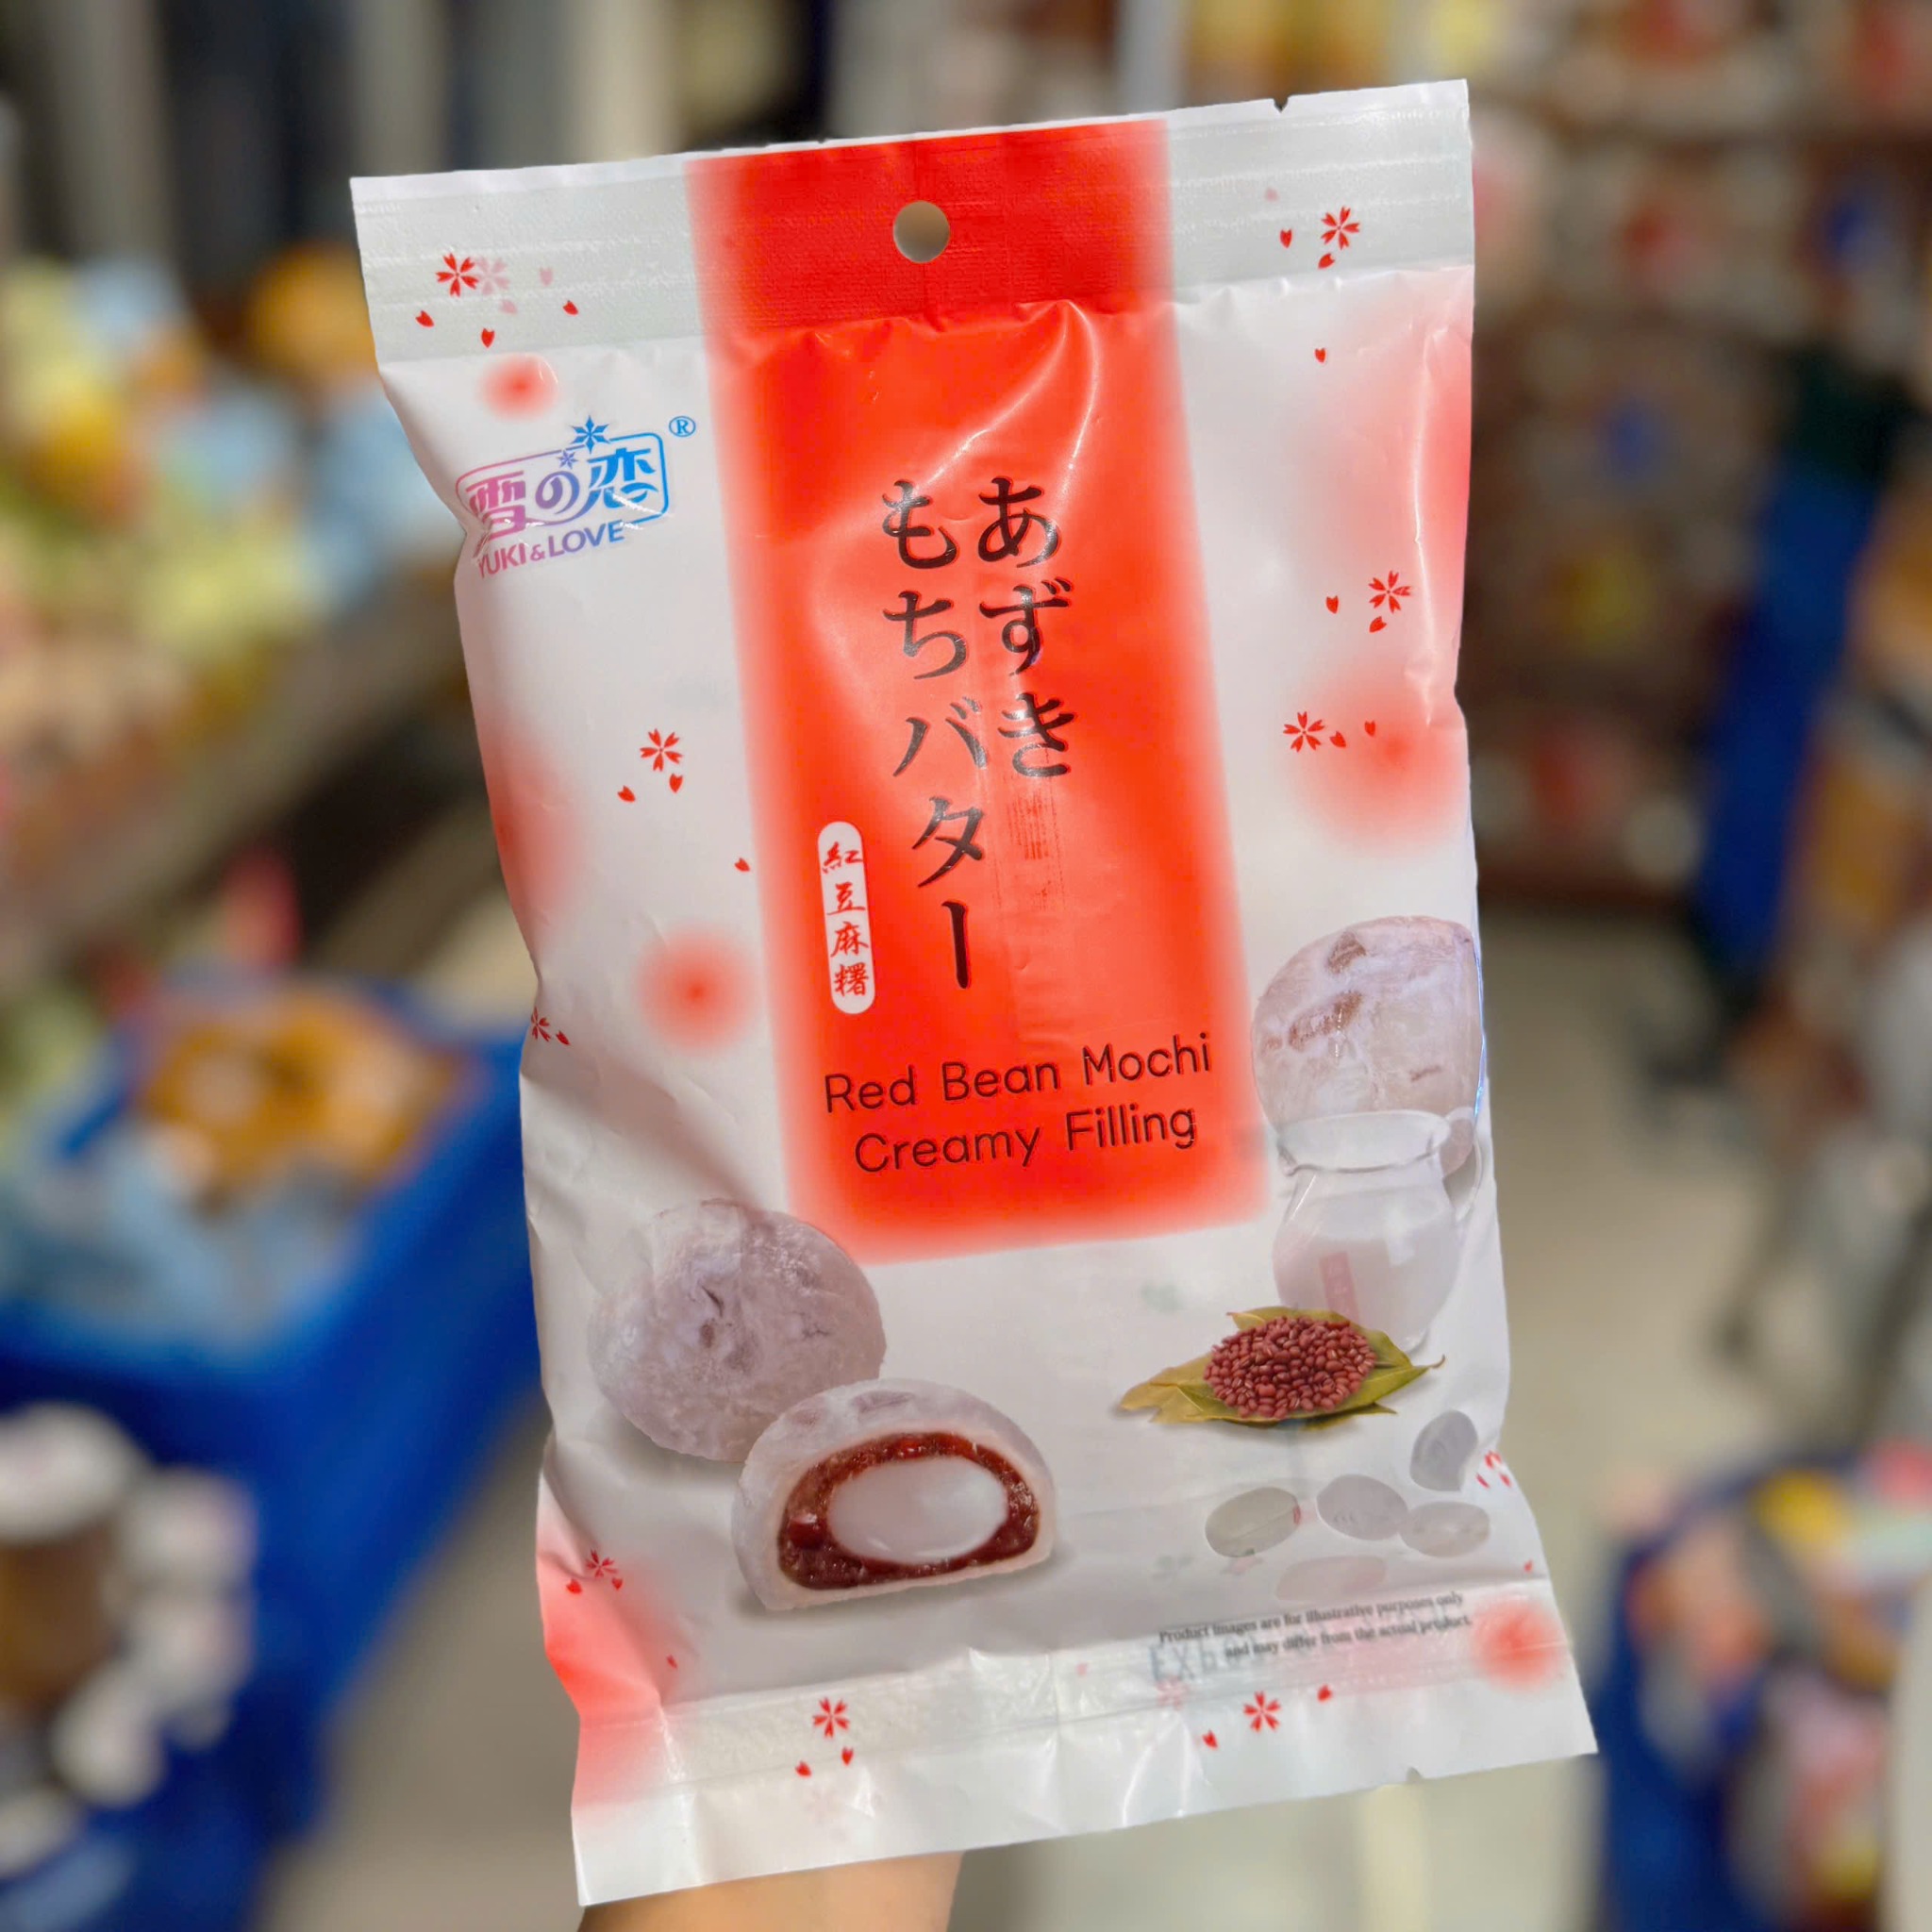 雪の恋®
YUKI&LOVE
あずき
もちバター
紅豆麻糬
Red Bean Mochi
Creamy Filling
Product images are for illustrative purposes only
and may differ from the actual product.